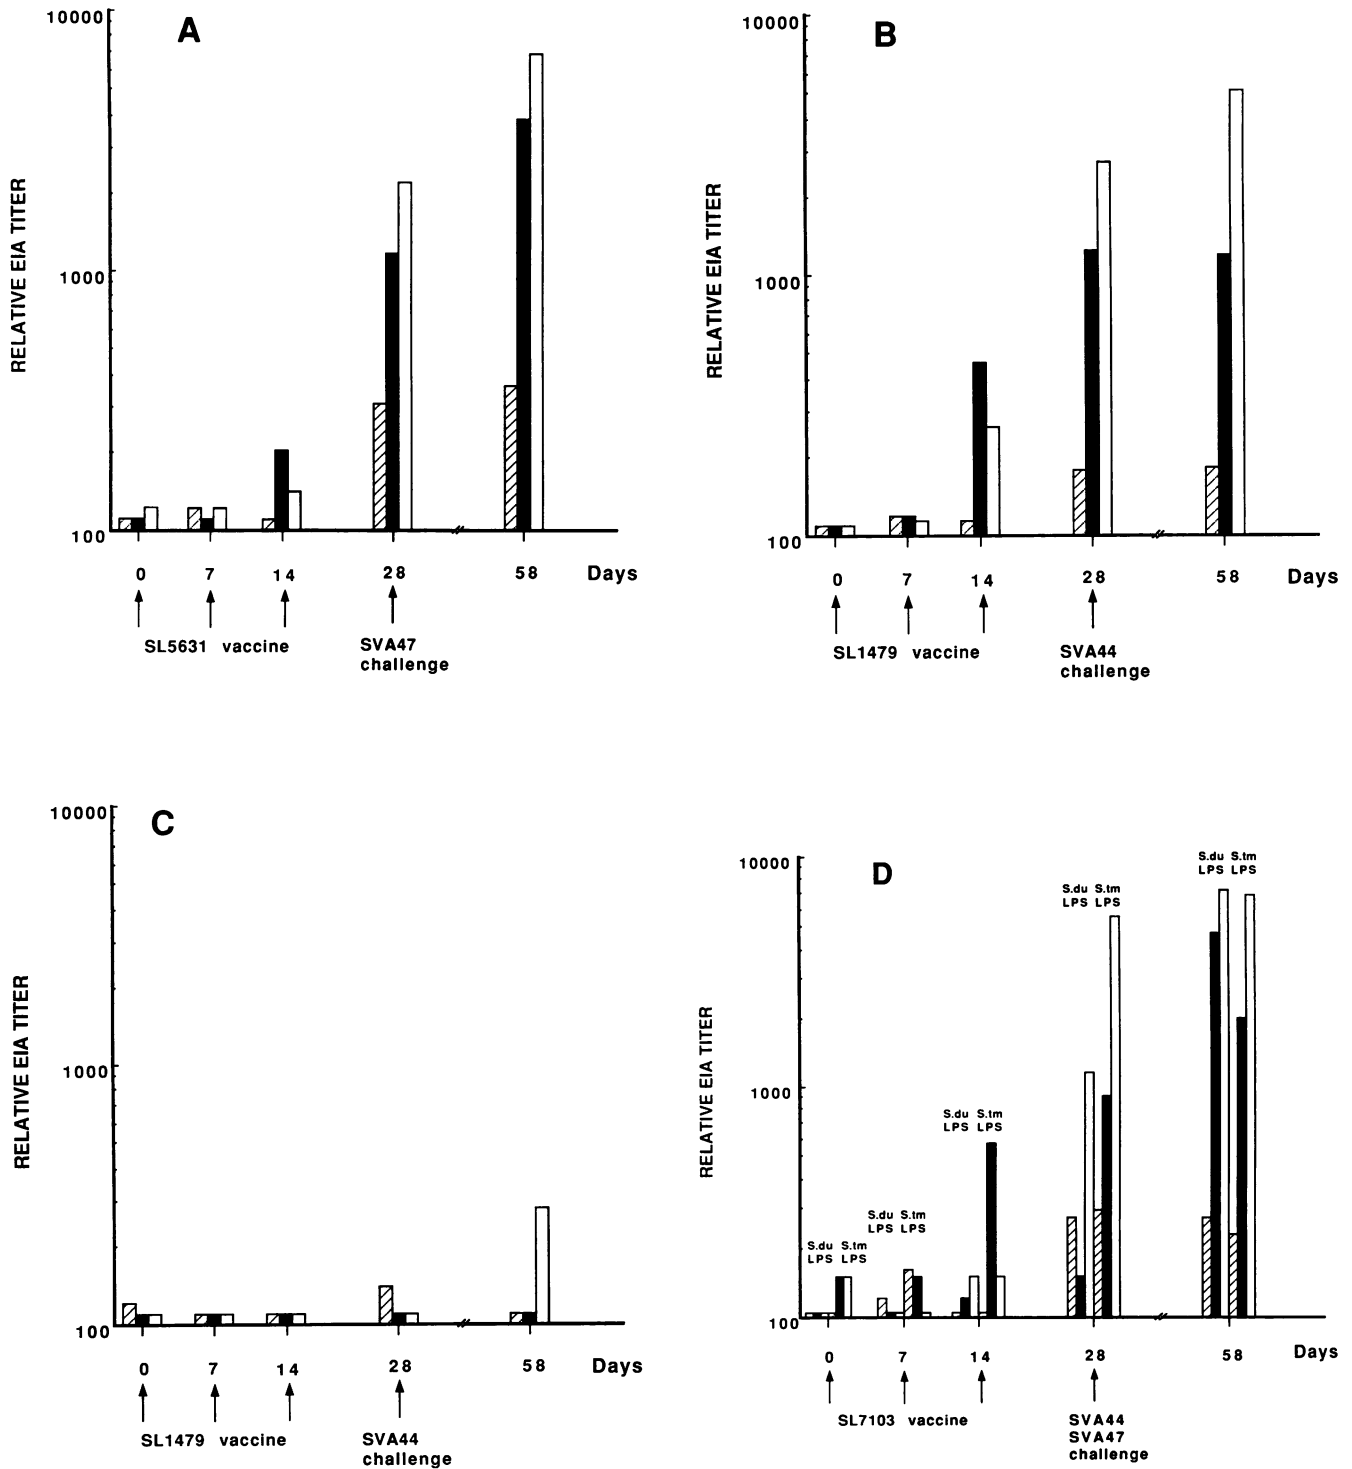 A
10000
1000
100
RELATIVE EIA TITER
0 7 14 28 58 Days
SL5631 vaccine
SVA47
challenge
B
10000
1000
100
RELATIVE EIA TITER
0 7 14 28 58 Days
SL1479 vaccine
SVA44
challenge
C
10000
1000
100
RELATIVE EIA TITER
0 7 14 28 58 Days
SL1479 vaccine
SVA44
challenge
D
10000
1000
100
RELATIVE EIA TITER
S.du S.tm
LPS LPS
S.du S.tm
LPS LPS
S.du S.tm
LPS LPS
S.du S.tm
LPS LPS
S.du S.tm
LPS LPS
0 7 14 28 58 Days
SL7103 vaccine
SVA44
SVA47
challenge